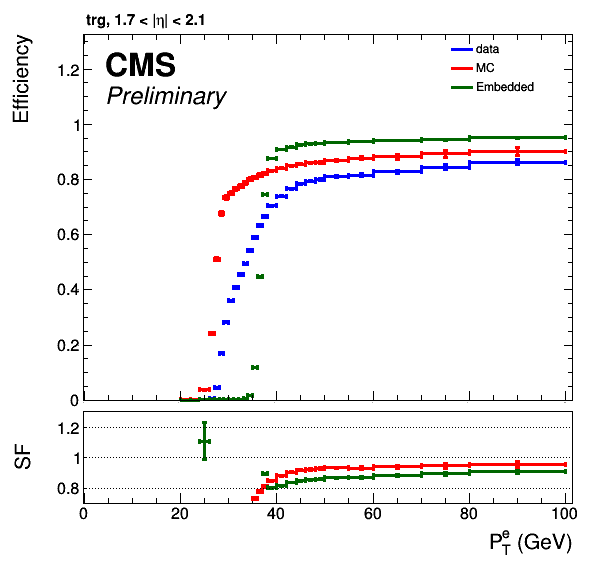 trg, 1.7 < |η| < 2.1
CMS
Preliminary
data
MC
Embedded
Efficiency
1.2
1
0.8
0.6
0.4
0.2
0
SF
1.2
1
0.8
0 20 40 60 80 100
P_T^e (GeV)